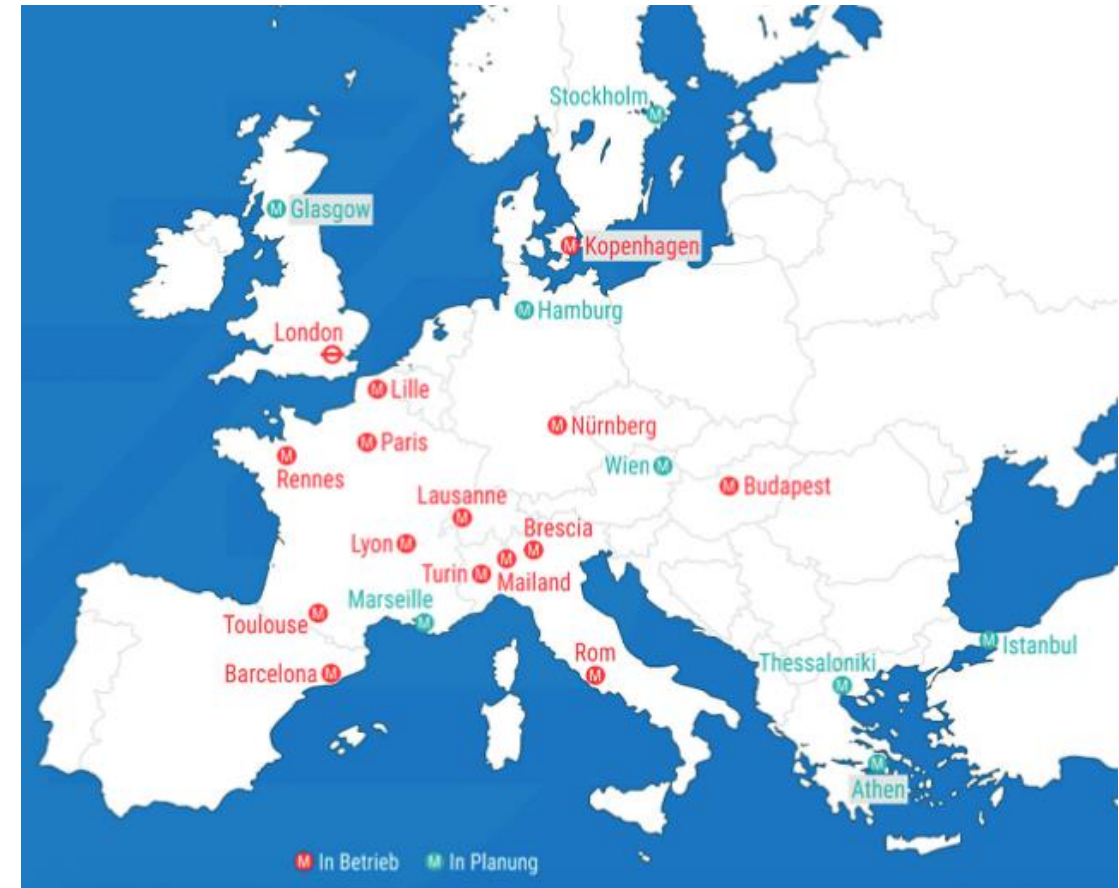 Stockholm
Glasgow
Kopenhagen
Hamburg
London
Lille
Nürnberg
Paris
Wien
Rennes
Budapest
Lausanne
Brescia
Lyon
Turin
Mailand
Marseille
Toulouse
Istanbul
Rom
Thessaloniki
Barcelona
Athen
M In Betrieb M In Planung